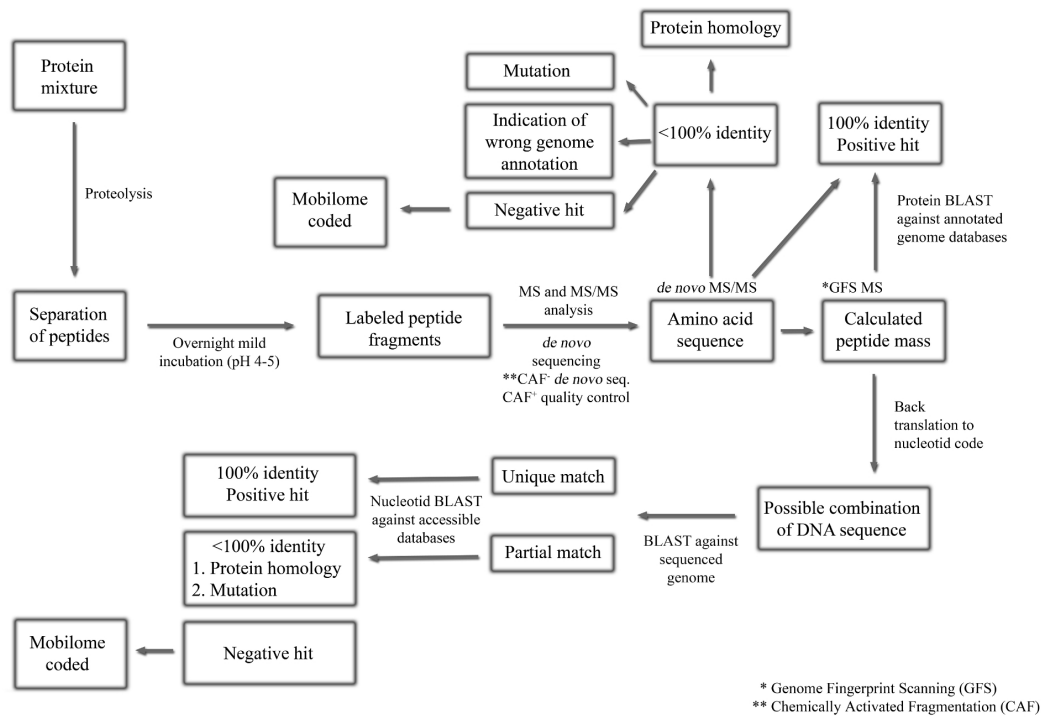 Protein homology
Protein
mixture
Mutation
Indication of
wrong genome
annotation
<100% identity
100% identity
Positive hit
Proteolysis
Mobilome
coded
Negative hit
Protein BLAST
against annotated
genome databases
Separation
of peptides
Overnight mild
incubation (pH 4-5)
Labeled peptide
fragments
MS and MS/MS
analysis
de novo
sequencing
**CAF- de novo seq.
CAF+ quality control
de novo MS/MS
Amino acid
sequence
*GFS MS
Calculated
peptide mass
Back
translation to
nucleotid code
100% identity
Positive hit
Nucleotid BLAST
against accessible
databases
Unique match
Partial match
BLAST against
sequenced
genome
Possible combination
of DNA sequence
<100% identity
1. Protein homology
2. Mutation
Mobilome
coded
Negative hit
* Genome Fingerprint Scanning (GFS)
** Chemically Activated Fragmentation (CAF)